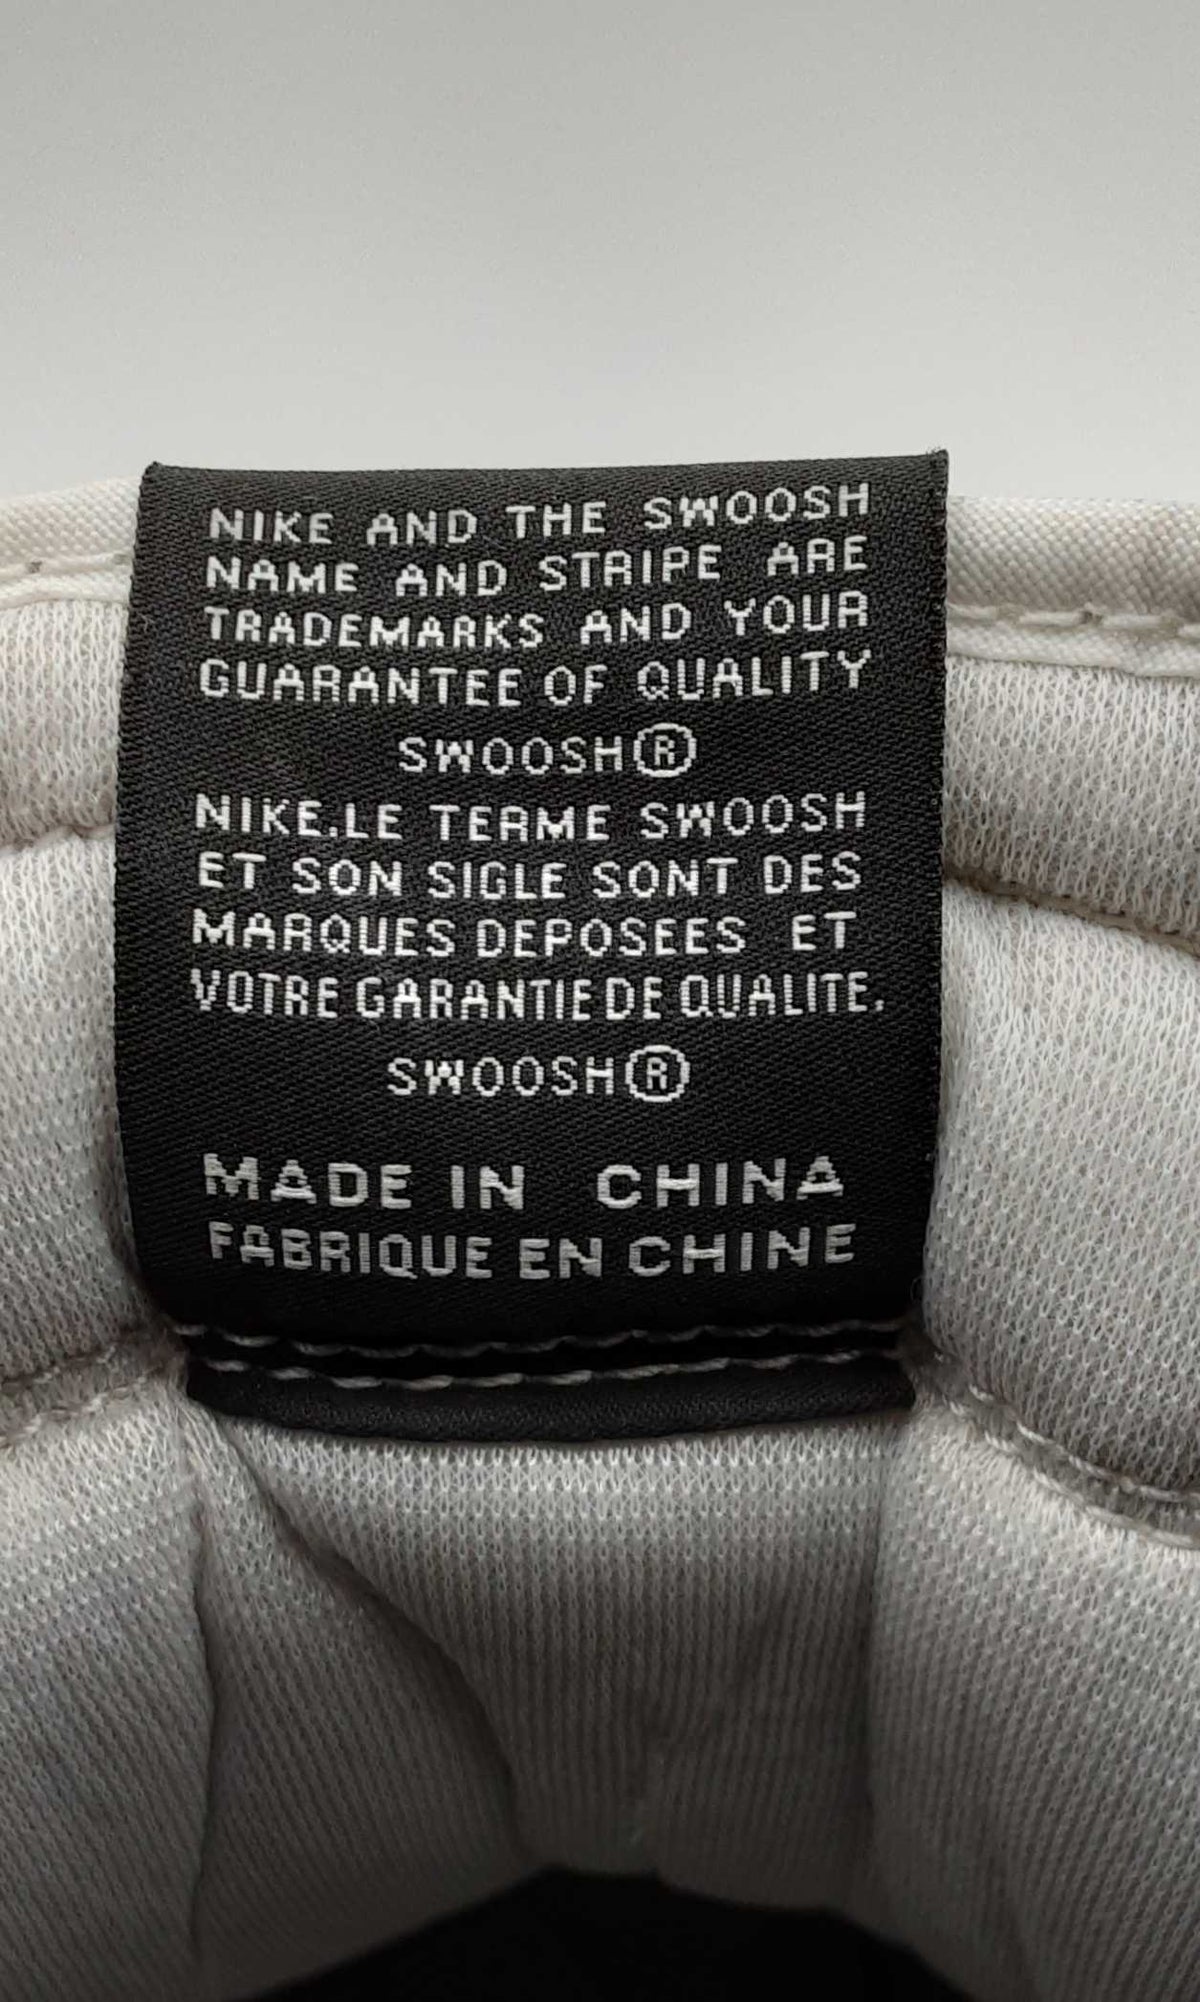 NIKE AND THE SWOOSH
NAME AND STRIPE ARE
TRADEMARKS AND YOUR
GUARANTEE OF QUALITY
SWOOSH®
NIKE.LE TERME SWOOSH
ET SON SIGLE SONT DES
MARQUES DEPOSEES ET
VOTRE GARANTIE DE QUALITE.
SWOOSH®
MADE IN CHINA
FABRIQUE EN CHINE